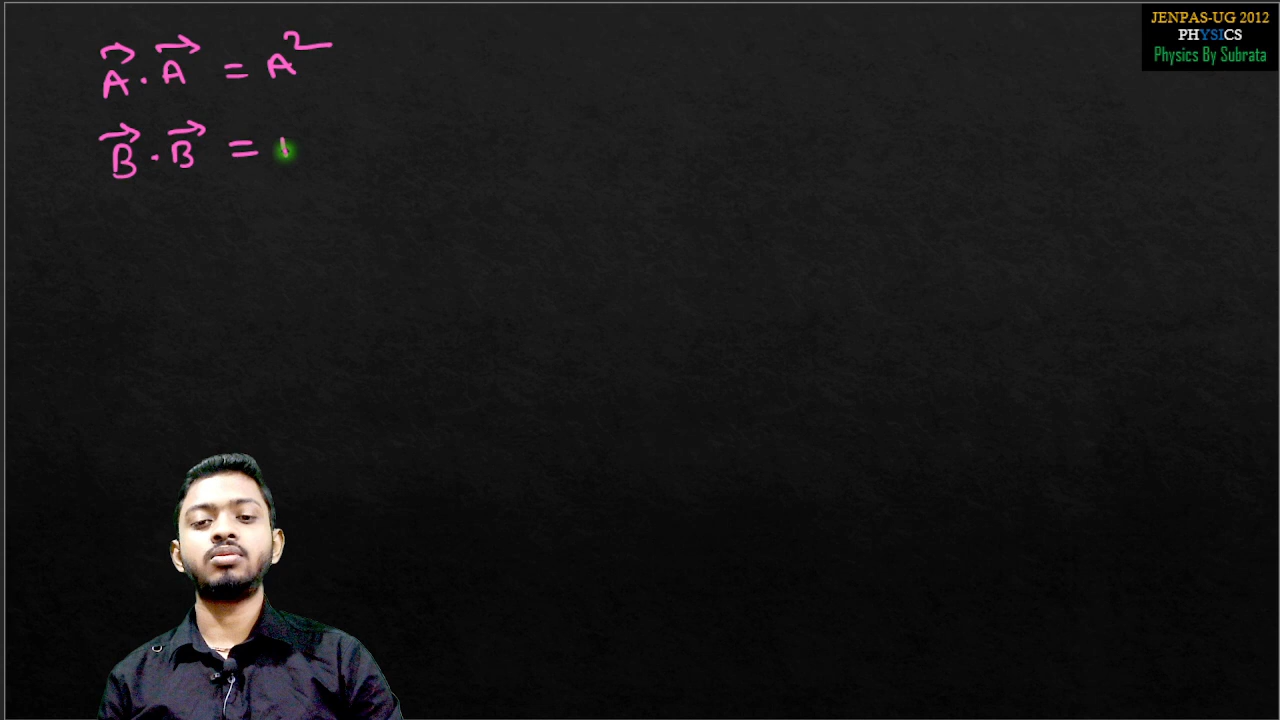 JENPAS-UG 2012
PHYSICS
Physics By Subrata
A⃗ · A⃗ = A²
B⃗ · B⃗ =